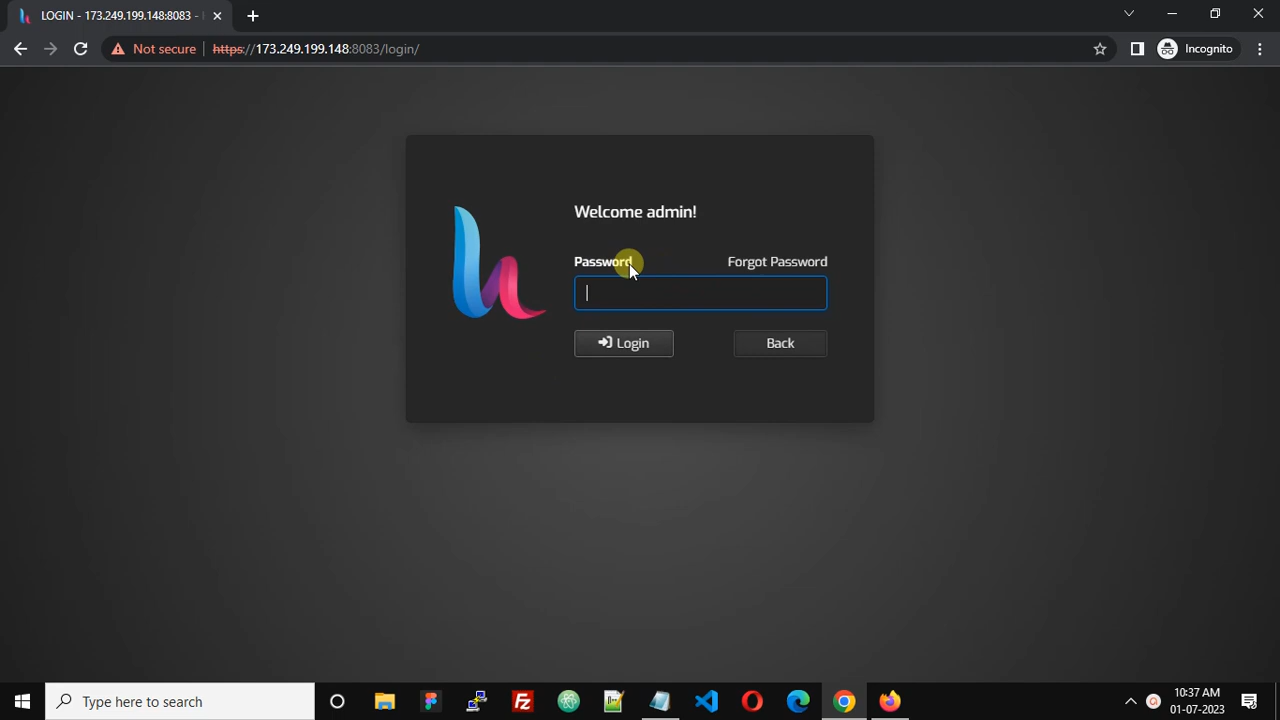 LOGIN - 173.249.199.148:8083 -
Not secure
https://173.249.199.148:8083/login/
Incognito
Welcome admin!
Password
Forgot Password
Login
Back
Type here to search
10:37 AM
01-07-2023